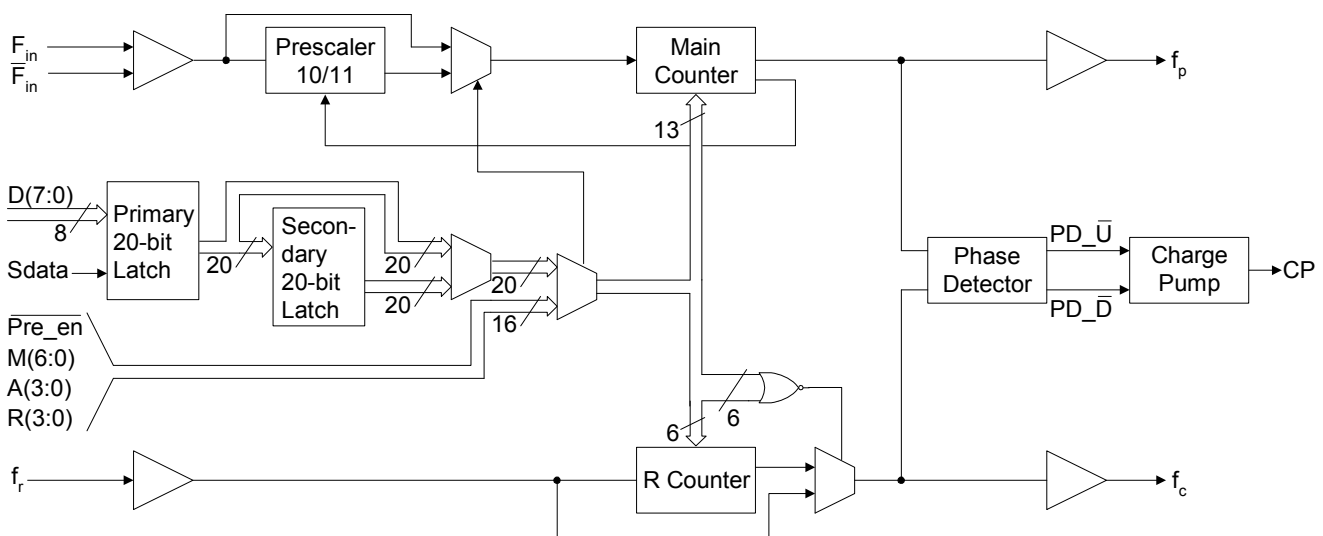 F_in
F̅_in
Prescaler
10/11
Main
Counter
f_p
13
D(7:0)
8
Sdata
Primary
20-bit
Latch
20
Secon-
dary
20-bit
Latch
20
20
20
16
P̅r̅e̅_̅e̅n̅
M(6:0)
A(3:0)
R(3:0)
Phase
Detector
PD_U̅
PD_D̅
Charge
Pump
CP
6
6
f_r
R Counter
f_c